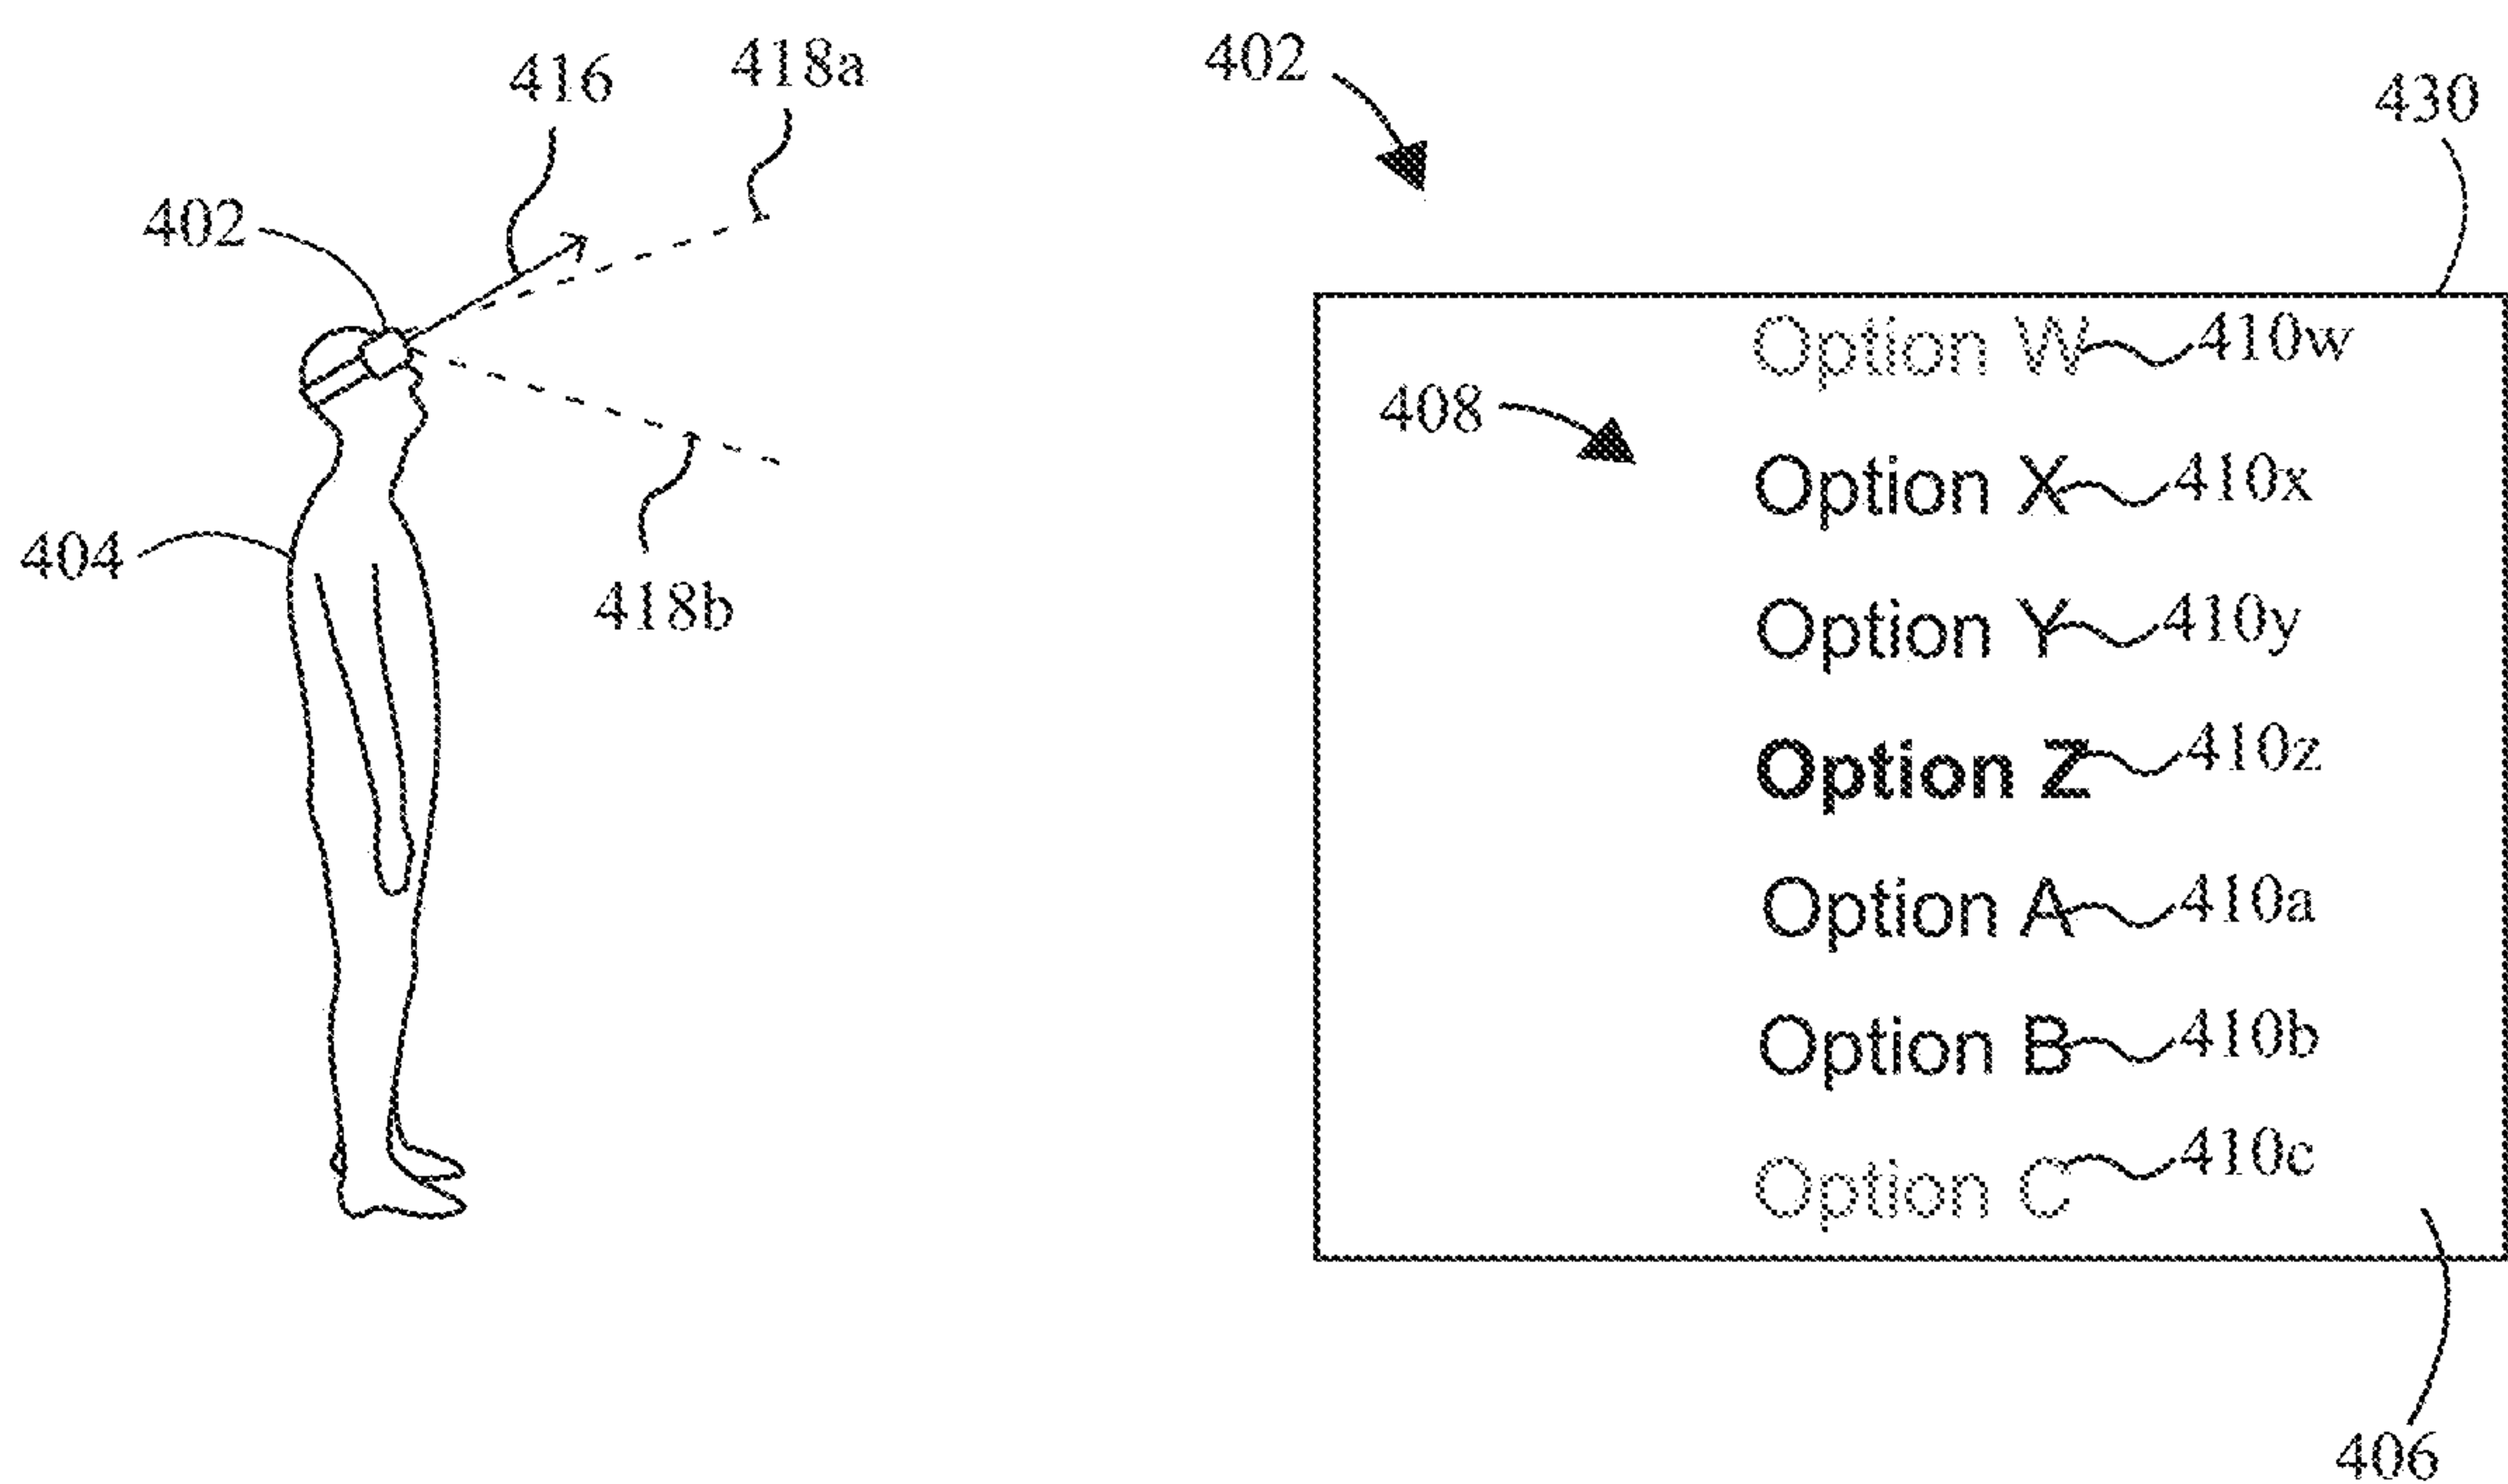 416
418a
402
430
402
Option W 410w
408
Option X 410x
404
418b
Option Y 410y
Option Z 410z
Option A 410a
Option B 410b
Option C 410c
406